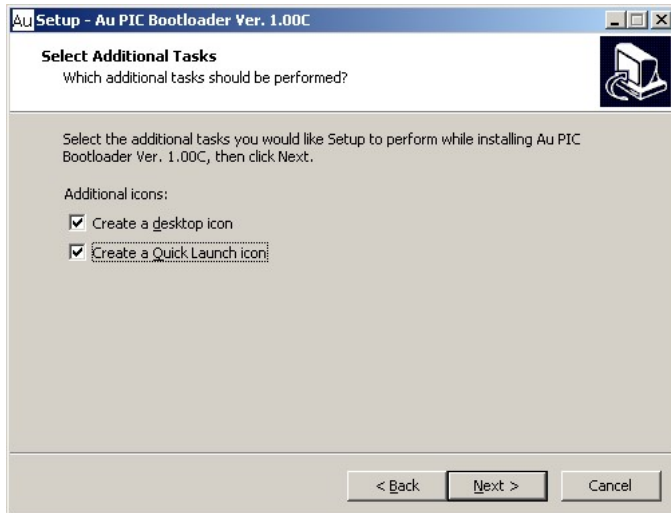 Au Setup - Au PIC Bootloader Ver. 1.00C
Select Additional Tasks
Which additional tasks should be performed?
Select the additional tasks you would like Setup to perform while installing Au PIC
Bootloader Ver. 1.00C, then click Next.
Additional icons:
Create a desktop icon
Create a Quick Launch icon
< Back
Next >
Cancel